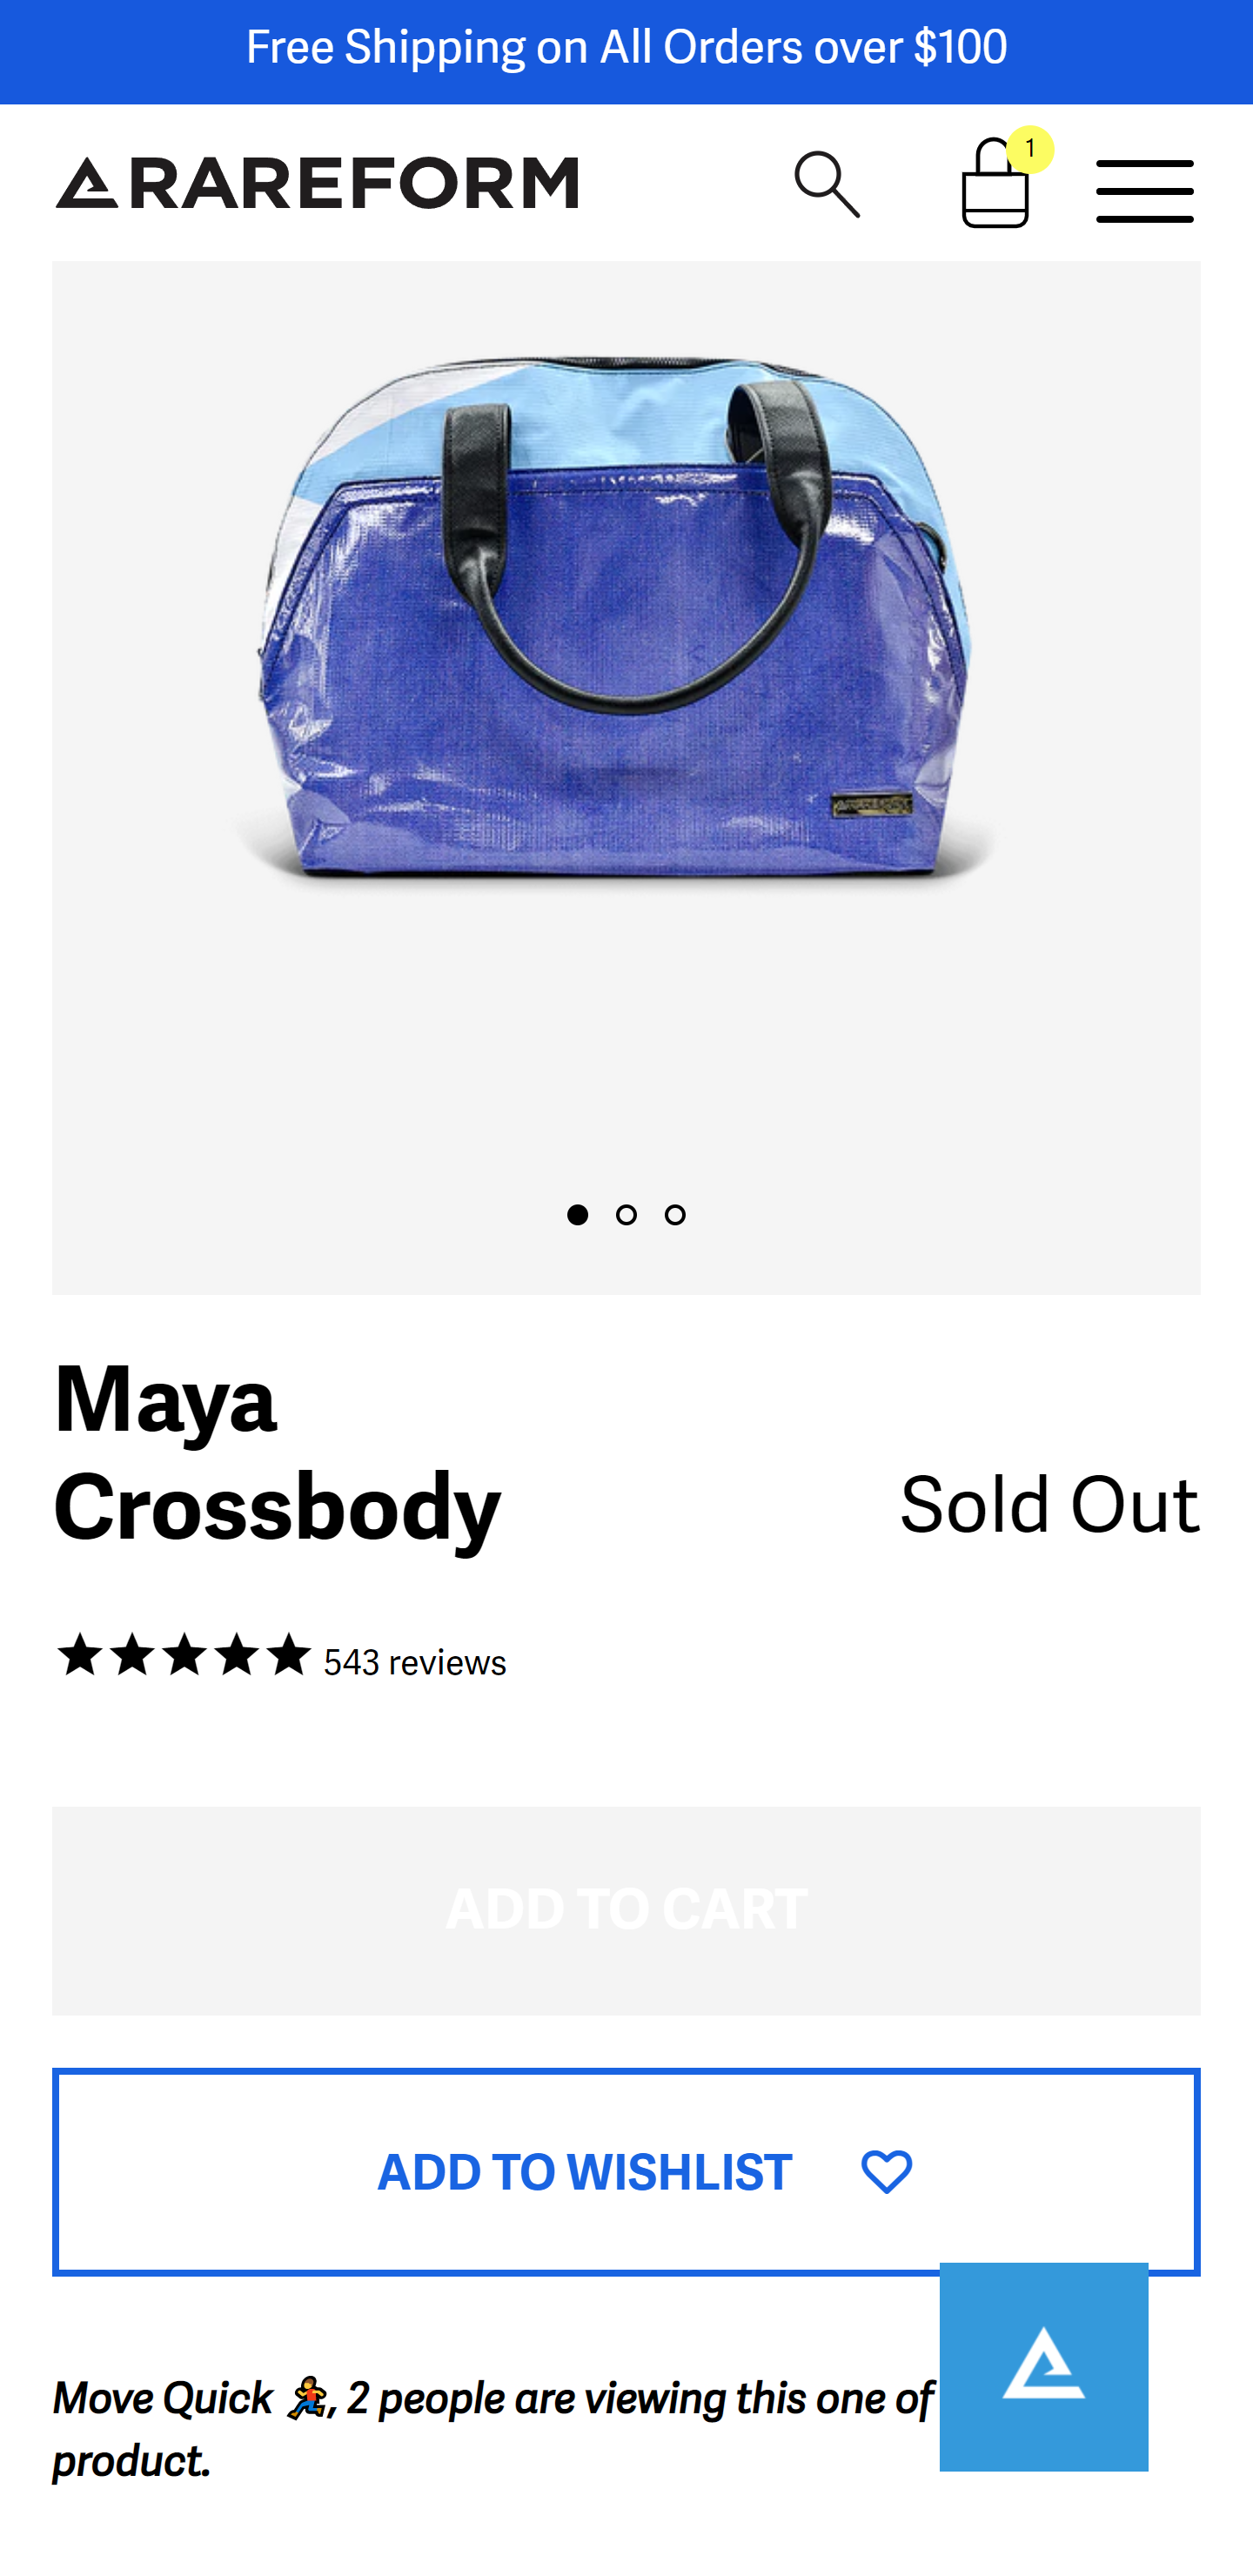 Free Shipping on All Orders over $100
RAREFORM
1
Maya
Crossbody
Sold Out
543 reviews
ADD TO CART
ADD TO WISHLIST
Move Quick 🏃, 2 people are viewing this one of
product.